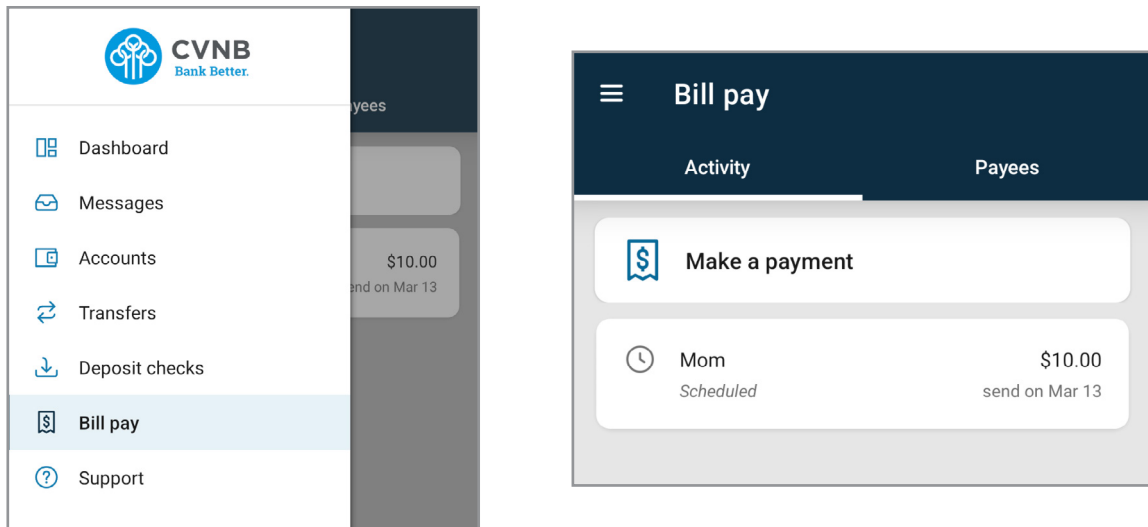 CVNB
Bank Better.
yees
Dashboard
Messages
Accounts
$10.00
end on Mar 13
Transfers
Deposit checks
Bill pay
Support
Bill pay
Activity
Payees
Make a payment
Mom
$10.00
Scheduled
send on Mar 13